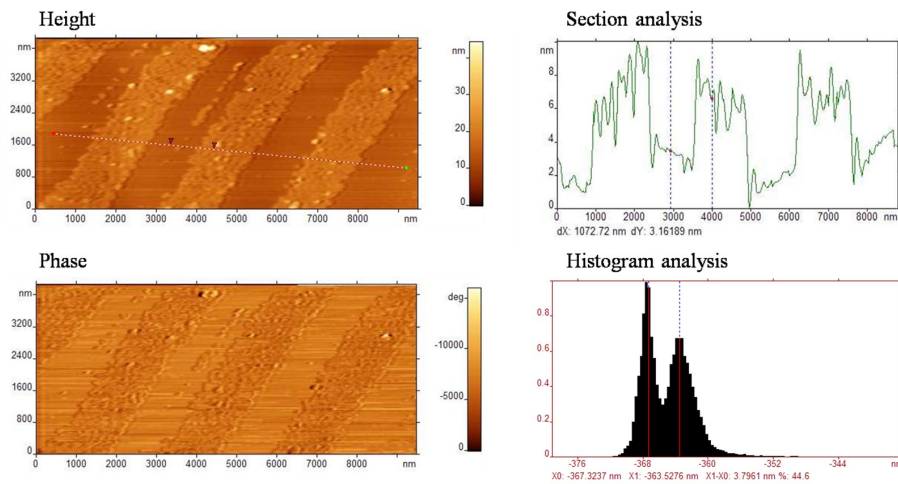 Height
nm
3200
2400
1600
800
0
0 1000 2000 3000 4000 5000 6000 7000 8000 nm
nm
40
30
20
10
0
Section analysis
nm
8
6
4
2
0
0 1000 2000 3000 4000 5000 6000 7000 8000
dX: 1072.72 nm dY: 3.16189 nm
Phase
nm
3200
2400
1600
800
0
0 1000 2000 3000 4000 5000 6000 7000 8000 nm
deg
-10000
-5000
0
Histogram analysis
0.8
0.6
0.4
0.2
0
-376 -368 -360 -352 -344 nm
X0: -367.3237 nm X1: -363.5276 nm X1-X0: 3.7961 nm %: 44.6